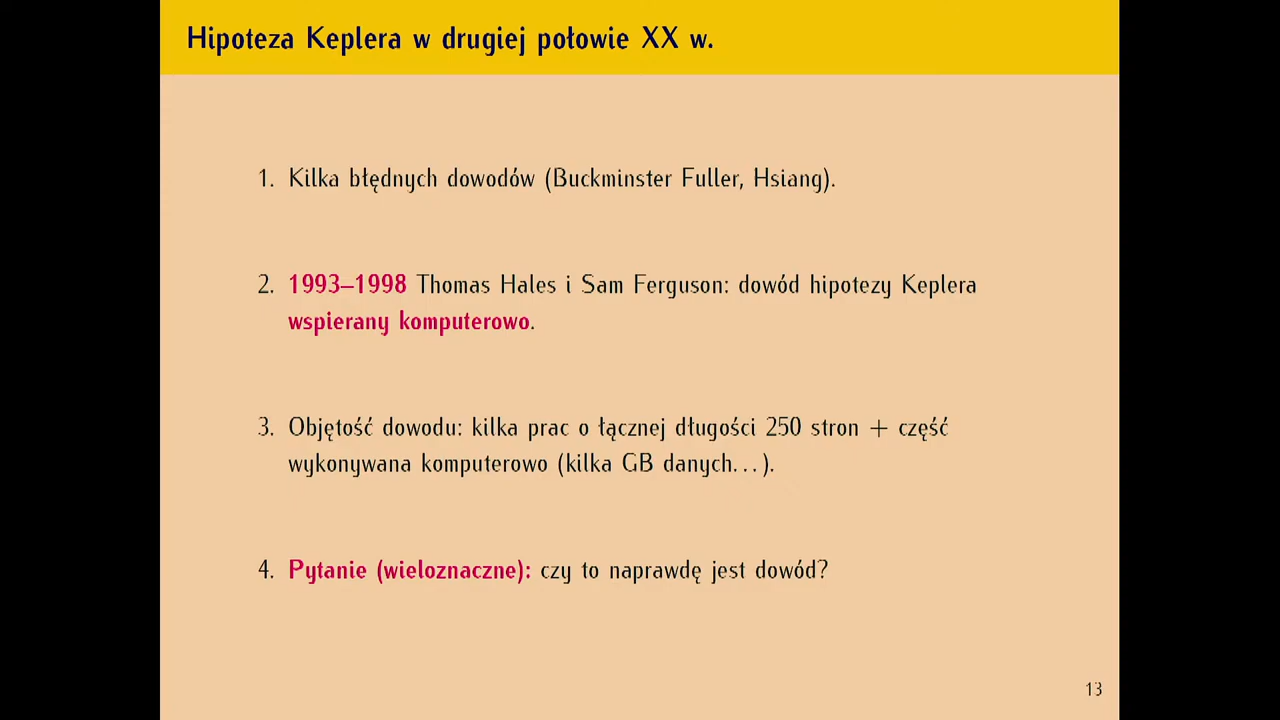 Hipoteza Keplera w drugiej połowie XX w.
1. Kilka błędnych dowodów (Buckminster Fuller, Hsiang).
2. 1993–1998 Thomas Hales i Sam Ferguson: dowód hipotezy Keplera
wspierany komputerowo.
3. Objętość dowodu: kilka prac o łącznej długości 250 stron + część
wykonywana komputerowo (kilka GB danych...).
4. Pytanie (wieloznaczne): czy to naprawdę jest dowód?
13